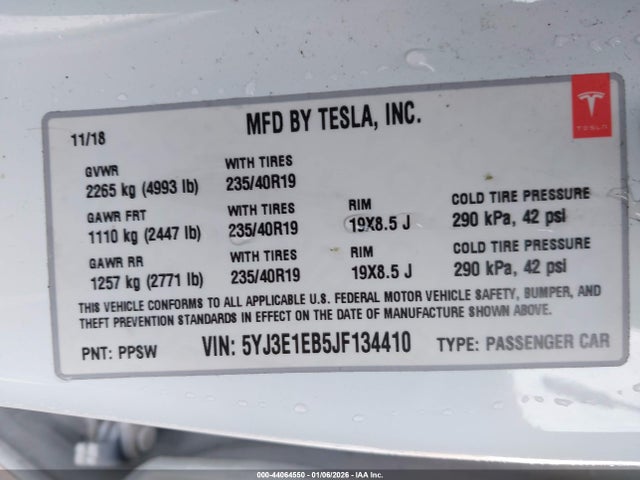 MFD BY TESLA, INC.
TESLA
11/18
GVWR WITH TIRES
2265 kg (4993 lb) 235/40R19
GAWR FRT WITH TIRES RIM COLD TIRE PRESSURE
1110 kg (2447 lb) 235/40R19 19X8.5 J 290 kPa, 42 psi
GAWR RR WITH TIRES RIM COLD TIRE PRESSURE
1257 kg (2771 lb) 235/40R19 19X8.5 J 290 kPa, 42 psi
THIS VEHICLE CONFORMS TO ALL APPLICABLE U.S. FEDERAL MOTOR VEHICLE SAFETY, BUMPER, AND
THEFT PREVENTION STANDARDS IN EFFECT ON THE DATE OF MANUFACTURE SHOWN ABOVE.
PNT: PPSW VIN: 5YJ3E1EB5JF134410 TYPE: PASSENGER CAR
000-44064550 - 01/06/2026 - IAA Inc.